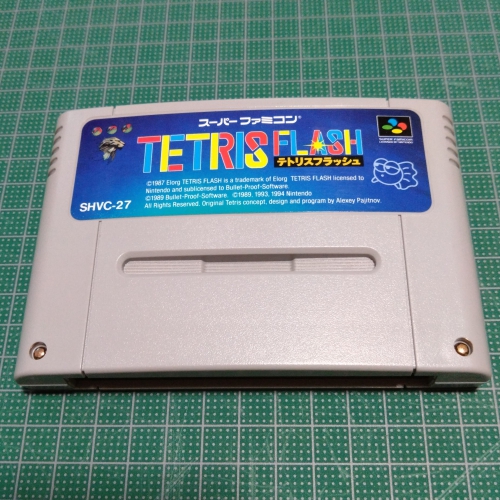 スーパーファミコン
TETRIS FLASH
テトリスフラッシュ
©1987 Elorg TETRIS FLASH is a trademark of Elorg TETRIS FLASH licensed to
Nintendo and sublicensed to Bullet-Proof-Software.
©1989 Bullet-Proof-Software. ©1989, 1993, 1994 Nintendo
All Rights Reserved. Original Tetris concept, design and program by Alexey Pajitnov.
SHVC-27